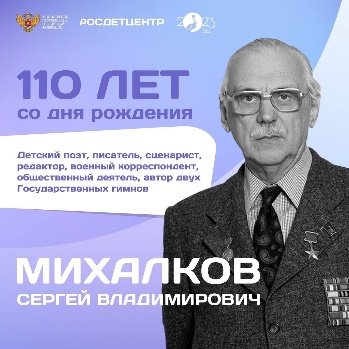 РОСДЕТЦЕНТР
2023
110 ЛЕТ
со дня рождения
Детский поэт, писатель, сценарист,
редактор, военный корреспондент,
общественный деятель, автор двух
Государственных гимнов
МИХАЛКОВ
СЕРГЕЙ ВЛАДИМИРОВИЧ